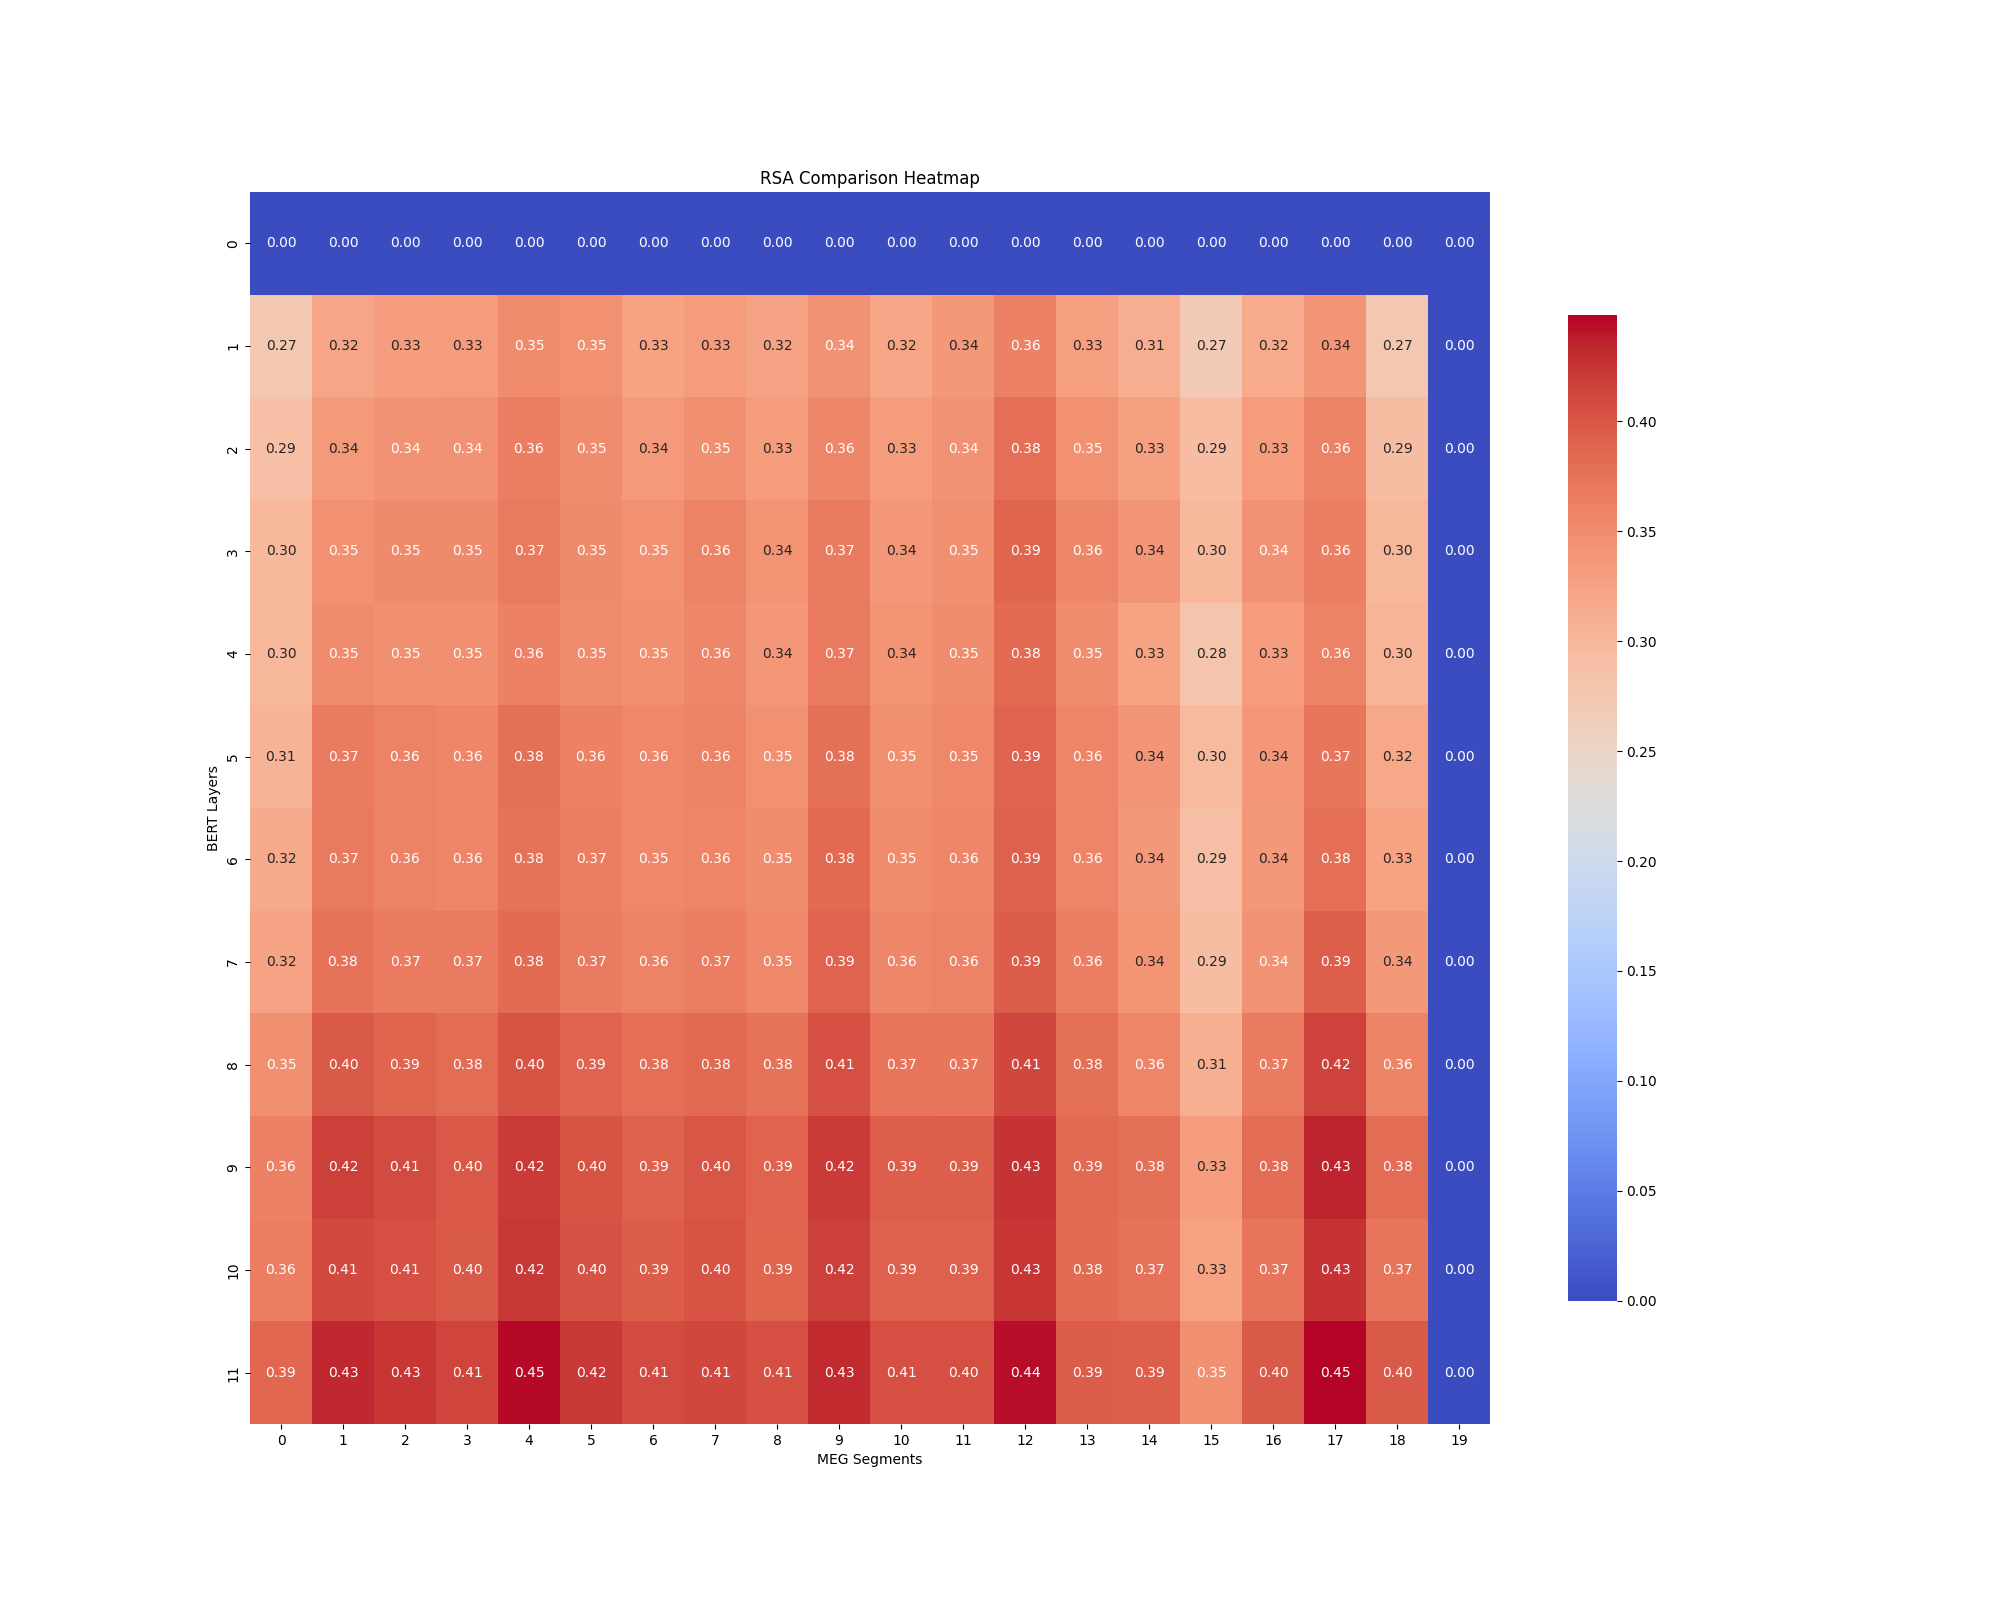 RSA Comparison Heatmap
0 0.00 0.00 0.00 0.00 0.00 0.00 0.00 0.00 0.00 0.00 0.00 0.00 0.00 0.00 0.00 0.00 0.00 0.00 0.00 0.00
1 0.27 0.32 0.33 0.33 0.35 0.35 0.33 0.33 0.32 0.34 0.32 0.34 0.36 0.33 0.31 0.27 0.32 0.34 0.27 0.00
2 0.29 0.34 0.34 0.34 0.36 0.35 0.34 0.35 0.33 0.36 0.33 0.34 0.38 0.35 0.33 0.29 0.33 0.36 0.29 0.00
3 0.30 0.35 0.35 0.35 0.37 0.35 0.35 0.36 0.34 0.37 0.34 0.35 0.39 0.36 0.34 0.30 0.34 0.36 0.30 0.00
4 0.30 0.35 0.35 0.35 0.36 0.35 0.35 0.36 0.34 0.37 0.34 0.35 0.38 0.35 0.33 0.28 0.33 0.36 0.30 0.00
5 0.31 0.37 0.36 0.36 0.38 0.36 0.36 0.36 0.35 0.38 0.35 0.35 0.39 0.36 0.34 0.30 0.34 0.37 0.32 0.00
6 0.32 0.37 0.36 0.36 0.38 0.37 0.35 0.36 0.35 0.38 0.35 0.36 0.39 0.36 0.34 0.29 0.34 0.38 0.33 0.00
7 0.32 0.38 0.37 0.37 0.38 0.37 0.36 0.37 0.35 0.39 0.36 0.36 0.39 0.36 0.34 0.29 0.34 0.39 0.34 0.00
8 0.35 0.40 0.39 0.38 0.40 0.39 0.38 0.38 0.38 0.41 0.37 0.37 0.41 0.38 0.36 0.31 0.37 0.42 0.36 0.00
9 0.36 0.42 0.41 0.40 0.42 0.40 0.39 0.40 0.39 0.42 0.39 0.39 0.43 0.39 0.38 0.33 0.38 0.43 0.38 0.00
10 0.36 0.41 0.41 0.40 0.42 0.40 0.39 0.40 0.39 0.42 0.39 0.39 0.43 0.38 0.37 0.33 0.37 0.43 0.37 0.00
11 0.39 0.43 0.43 0.41 0.45 0.42 0.41 0.41 0.41 0.43 0.41 0.40 0.44 0.39 0.39 0.35 0.40 0.45 0.40 0.00
0 1 2 3 4 5 6 7 8 9 10 11 12 13 14 15 16 17 18 19
MEG Segments
BERT Layers
0.40
0.35
0.30
0.25
0.20
0.15
0.10
0.05
0.00